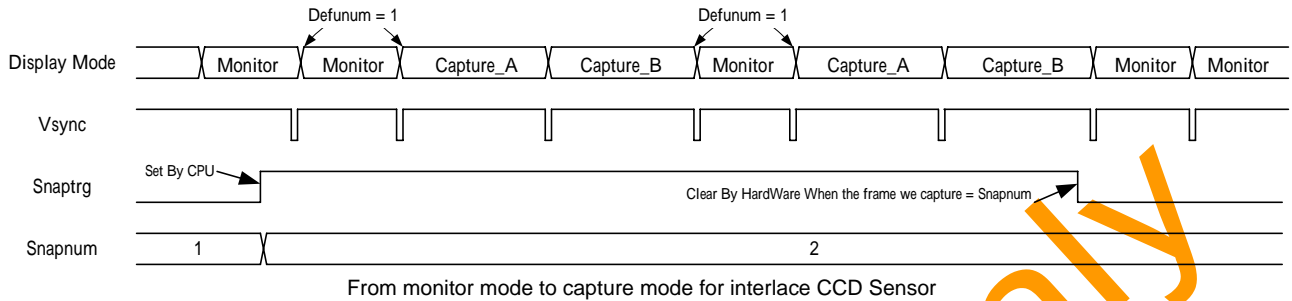 Defunum = 1 Defunum = 1
Display Mode Monitor Monitor Capture_A Capture_B Monitor Capture_A Capture_B Monitor Monitor
Vsync
Set By CPU
Snaptrg
Clear By HardWare When the frame we capture = Snapnum
Snapnum 1 2
From monitor mode to capture mode for interlace CCD Sensor